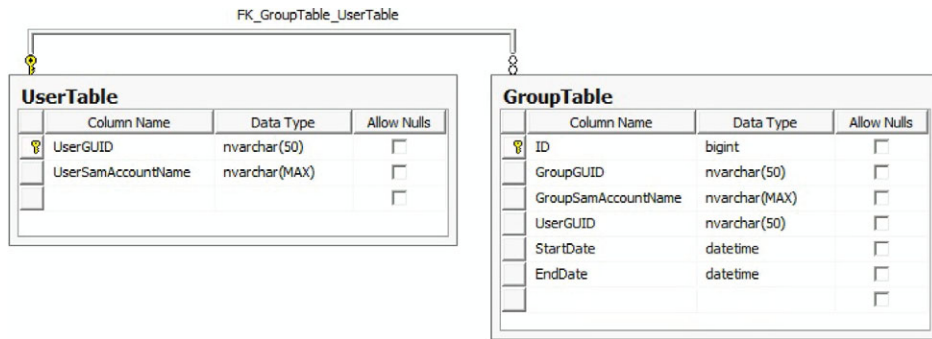 FK_GroupTable_UserTable
UserTable
Column Name Data Type Allow Nulls
UserGUID nvarchar(50)
UserSamAccountName nvarchar(MAX)
GroupTable
Column Name Data Type Allow Nulls
ID bigint
GroupGUID nvarchar(50)
GroupSamAccountName nvarchar(MAX)
UserGUID nvarchar(50)
StartDate datetime
EndDate datetime